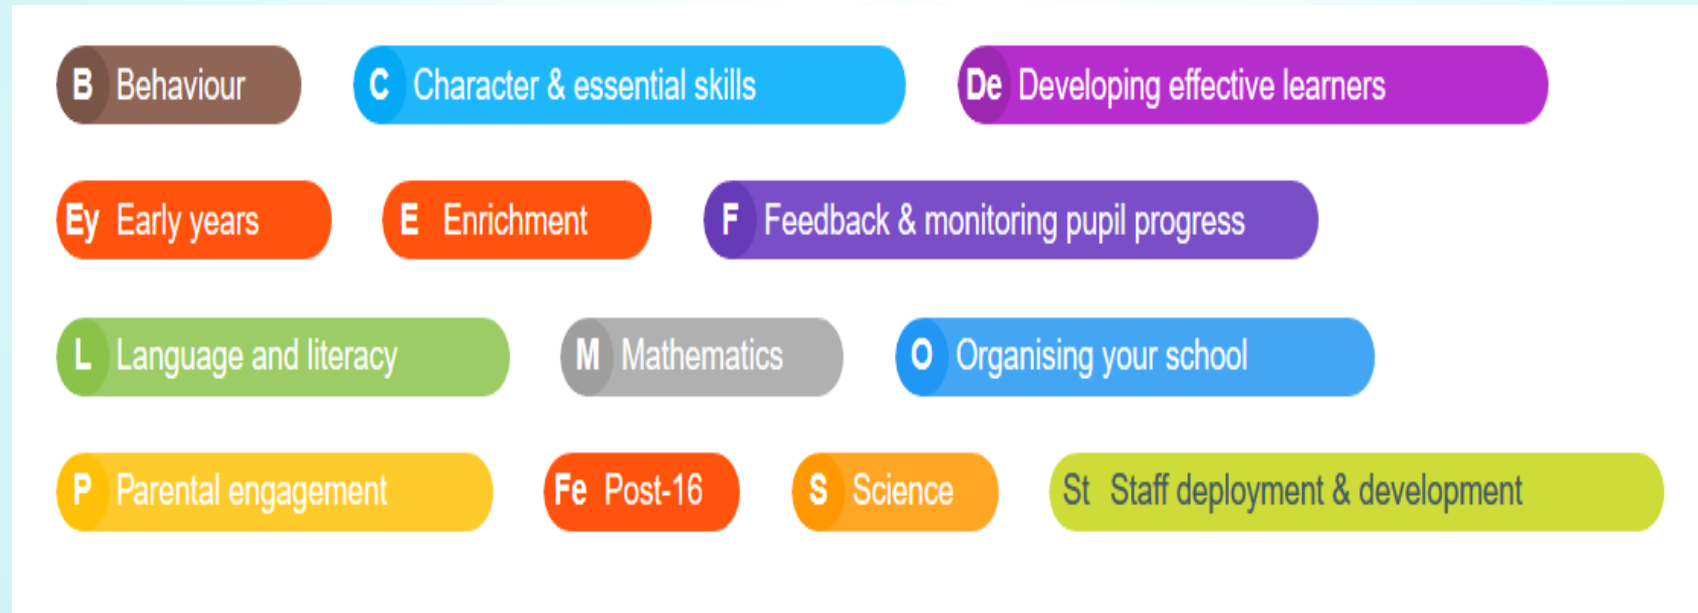 B Behaviour C Character & essential skills De Developing effective learners
Ey Early years E Enrichment F Feedback & monitoring pupil progress
L Language and literacy M Mathematics O Organising your school
P Parental engagement Fe Post-16 S Science St Staff deployment & development